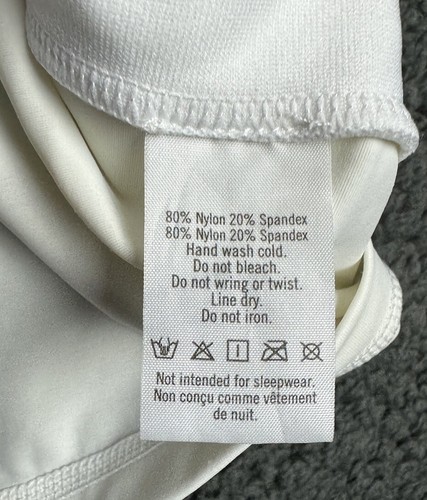 80% Nylon 20% Spandex
80% Nylon 20% Spandex
Hand wash cold.
Do not bleach.
Do not wring or twist.
Line dry.
Do not iron.
Not intended for sleepwear.
Non conçu comme vêtement
de nuit.